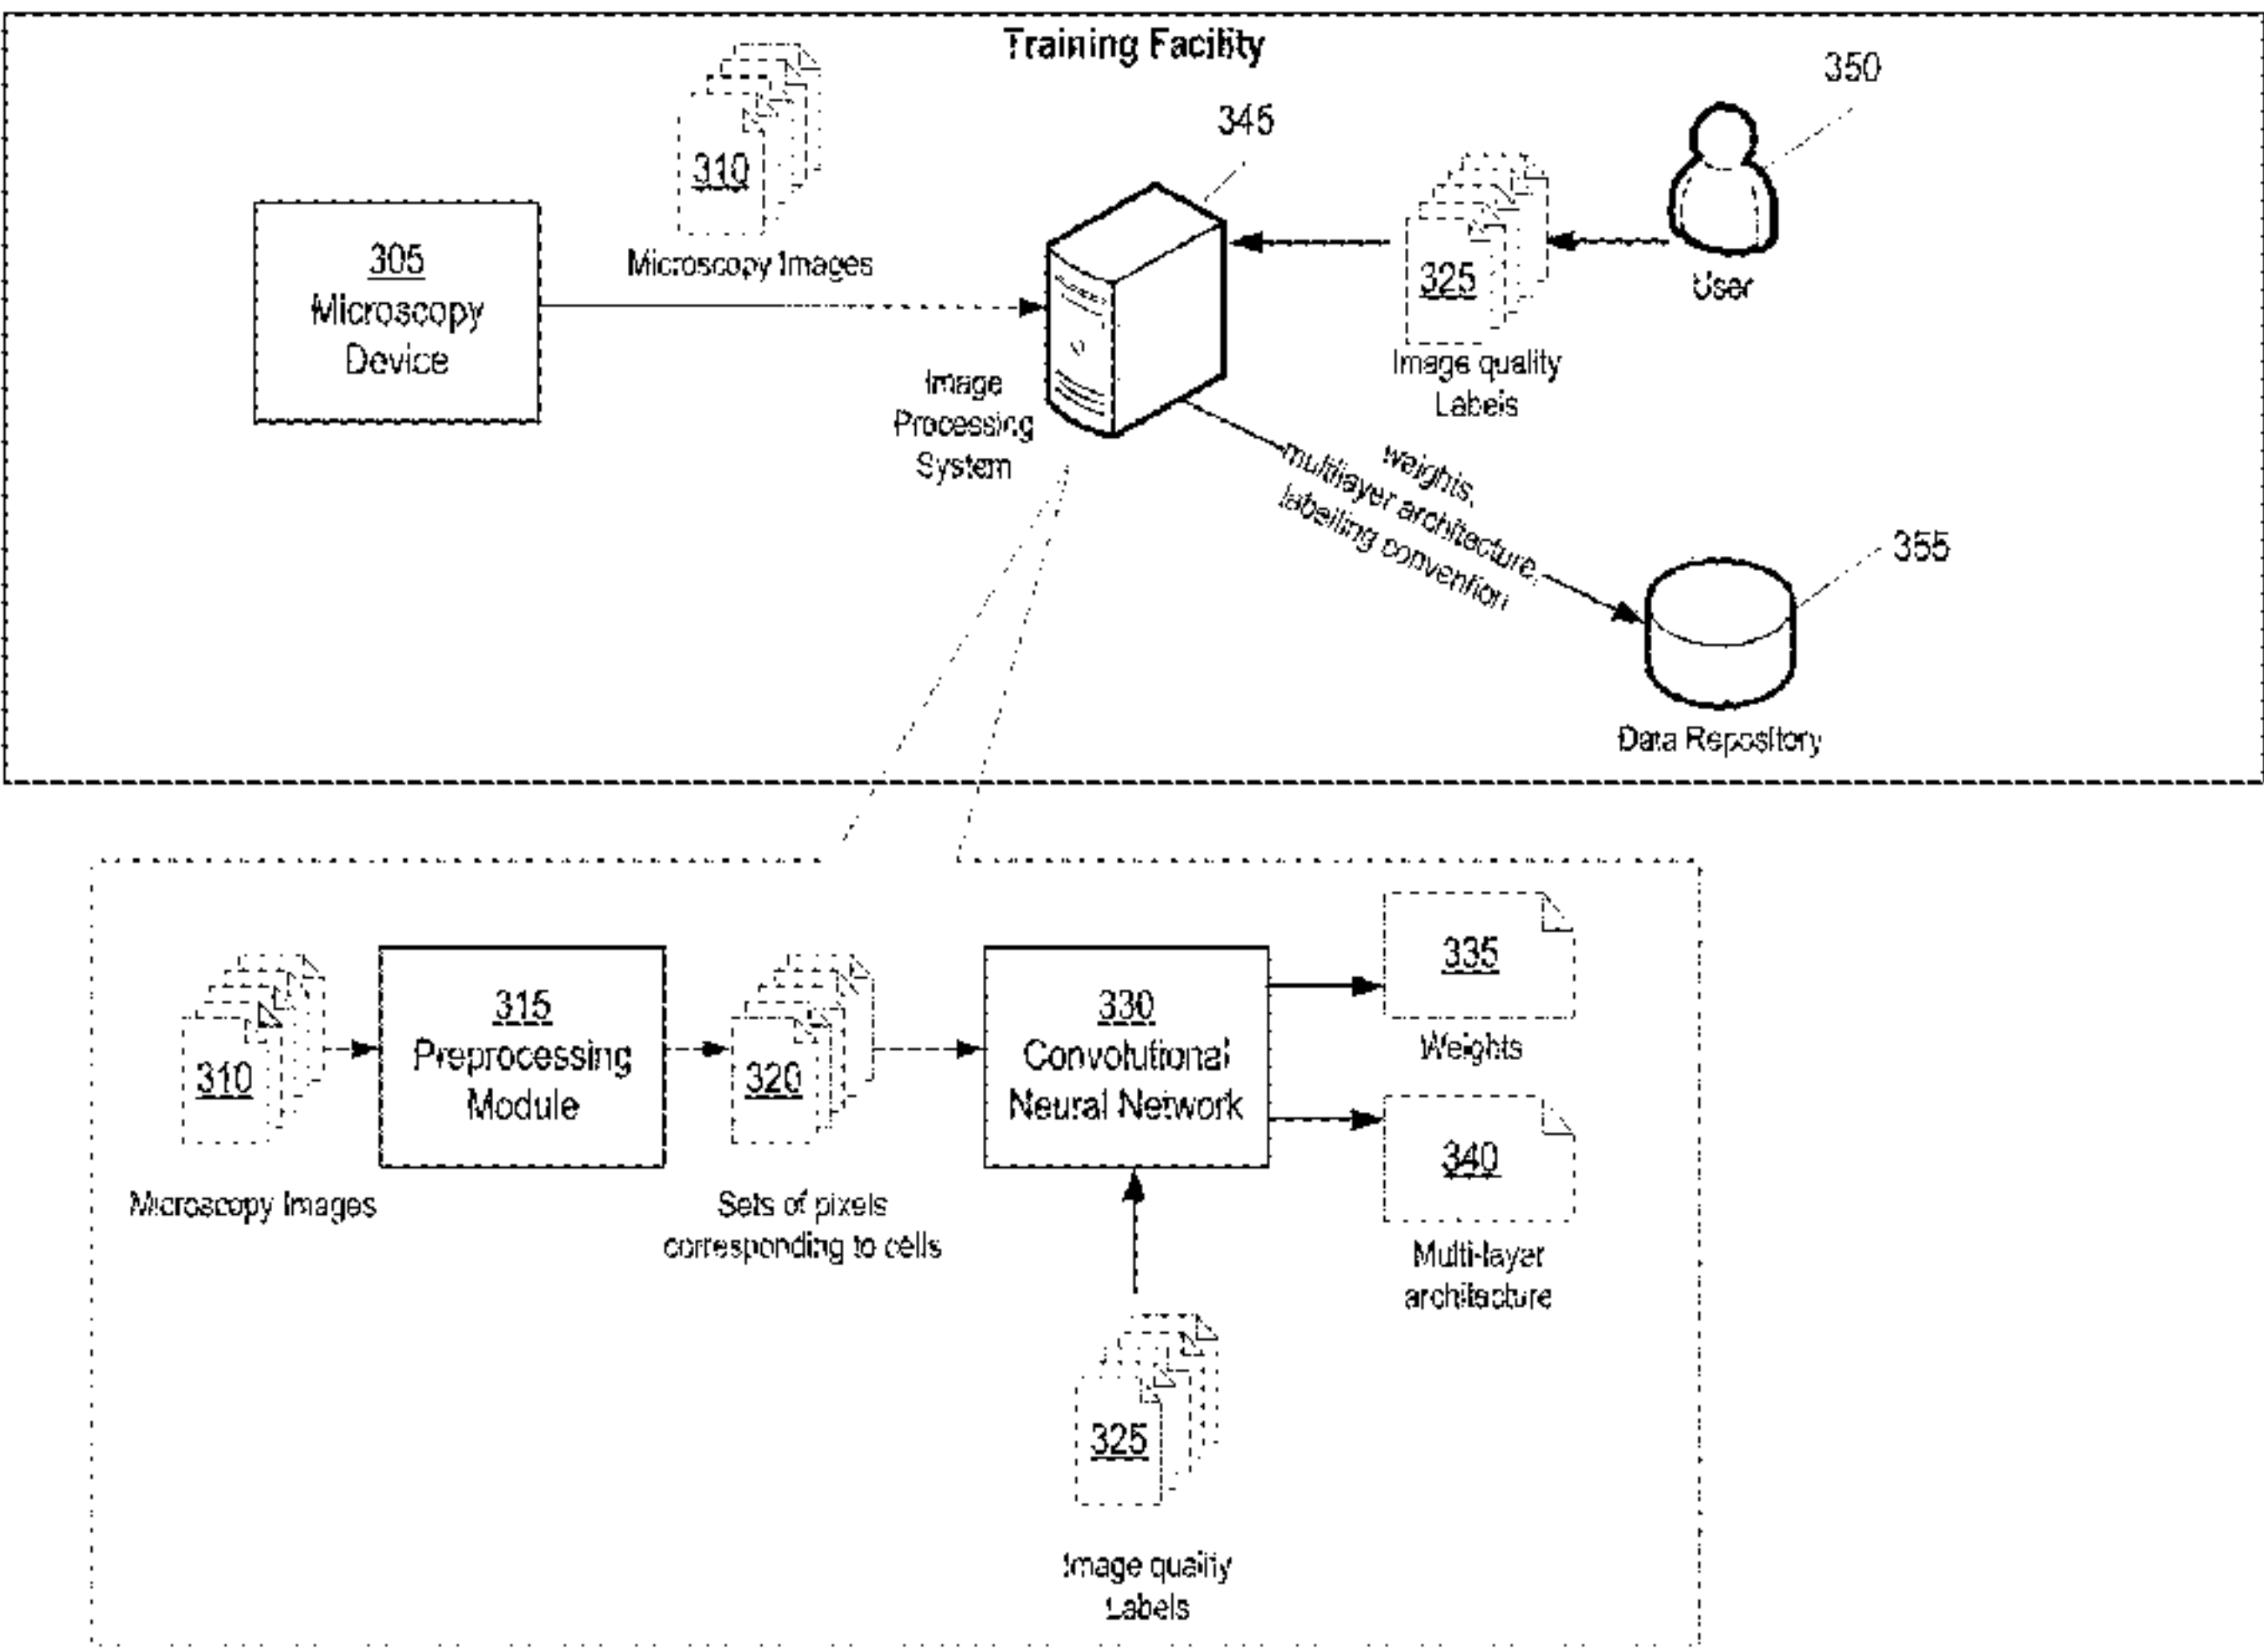 Training Facility
350
345
310
Microscopy Images
305
Microscopy
Device
325
User
Image quality
Labels
Image
Processing
System
weights,
multilayer architecture,
labelling convention
355
Data Repository
335
Weights
310
315
Preprocessing
Module
320
330
Convolutional
Neural Network
340
Microscopy Images
Sets of pixels
corresponding to cells
Multi-layer
architecture
325
Image quality
Labels